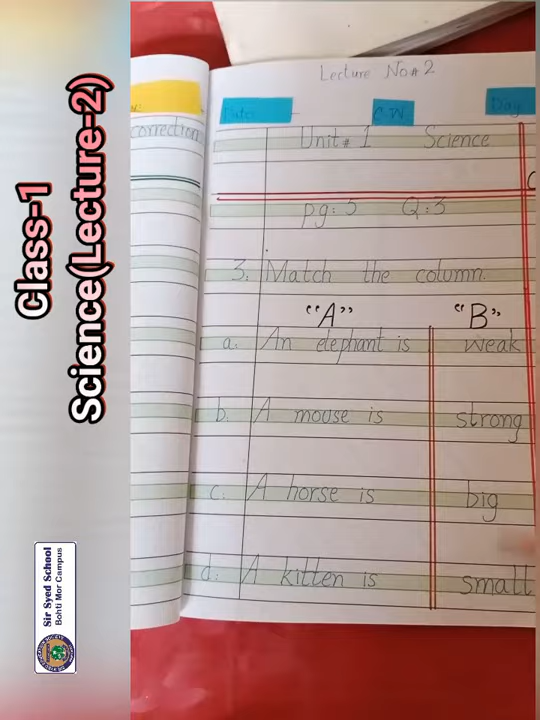 Class-1
Science(Lecture-2)
Sir Syed School
Bohti Mor Campus
correction
Lecture No# 2
Date: C.W Day
Unit# 1 Science
pg: 5 Q:3
3. Match the column.
"A" "B"
a. An elephant is weak
b. A mouse is strong
c. A horse is big
d. A kitten is small